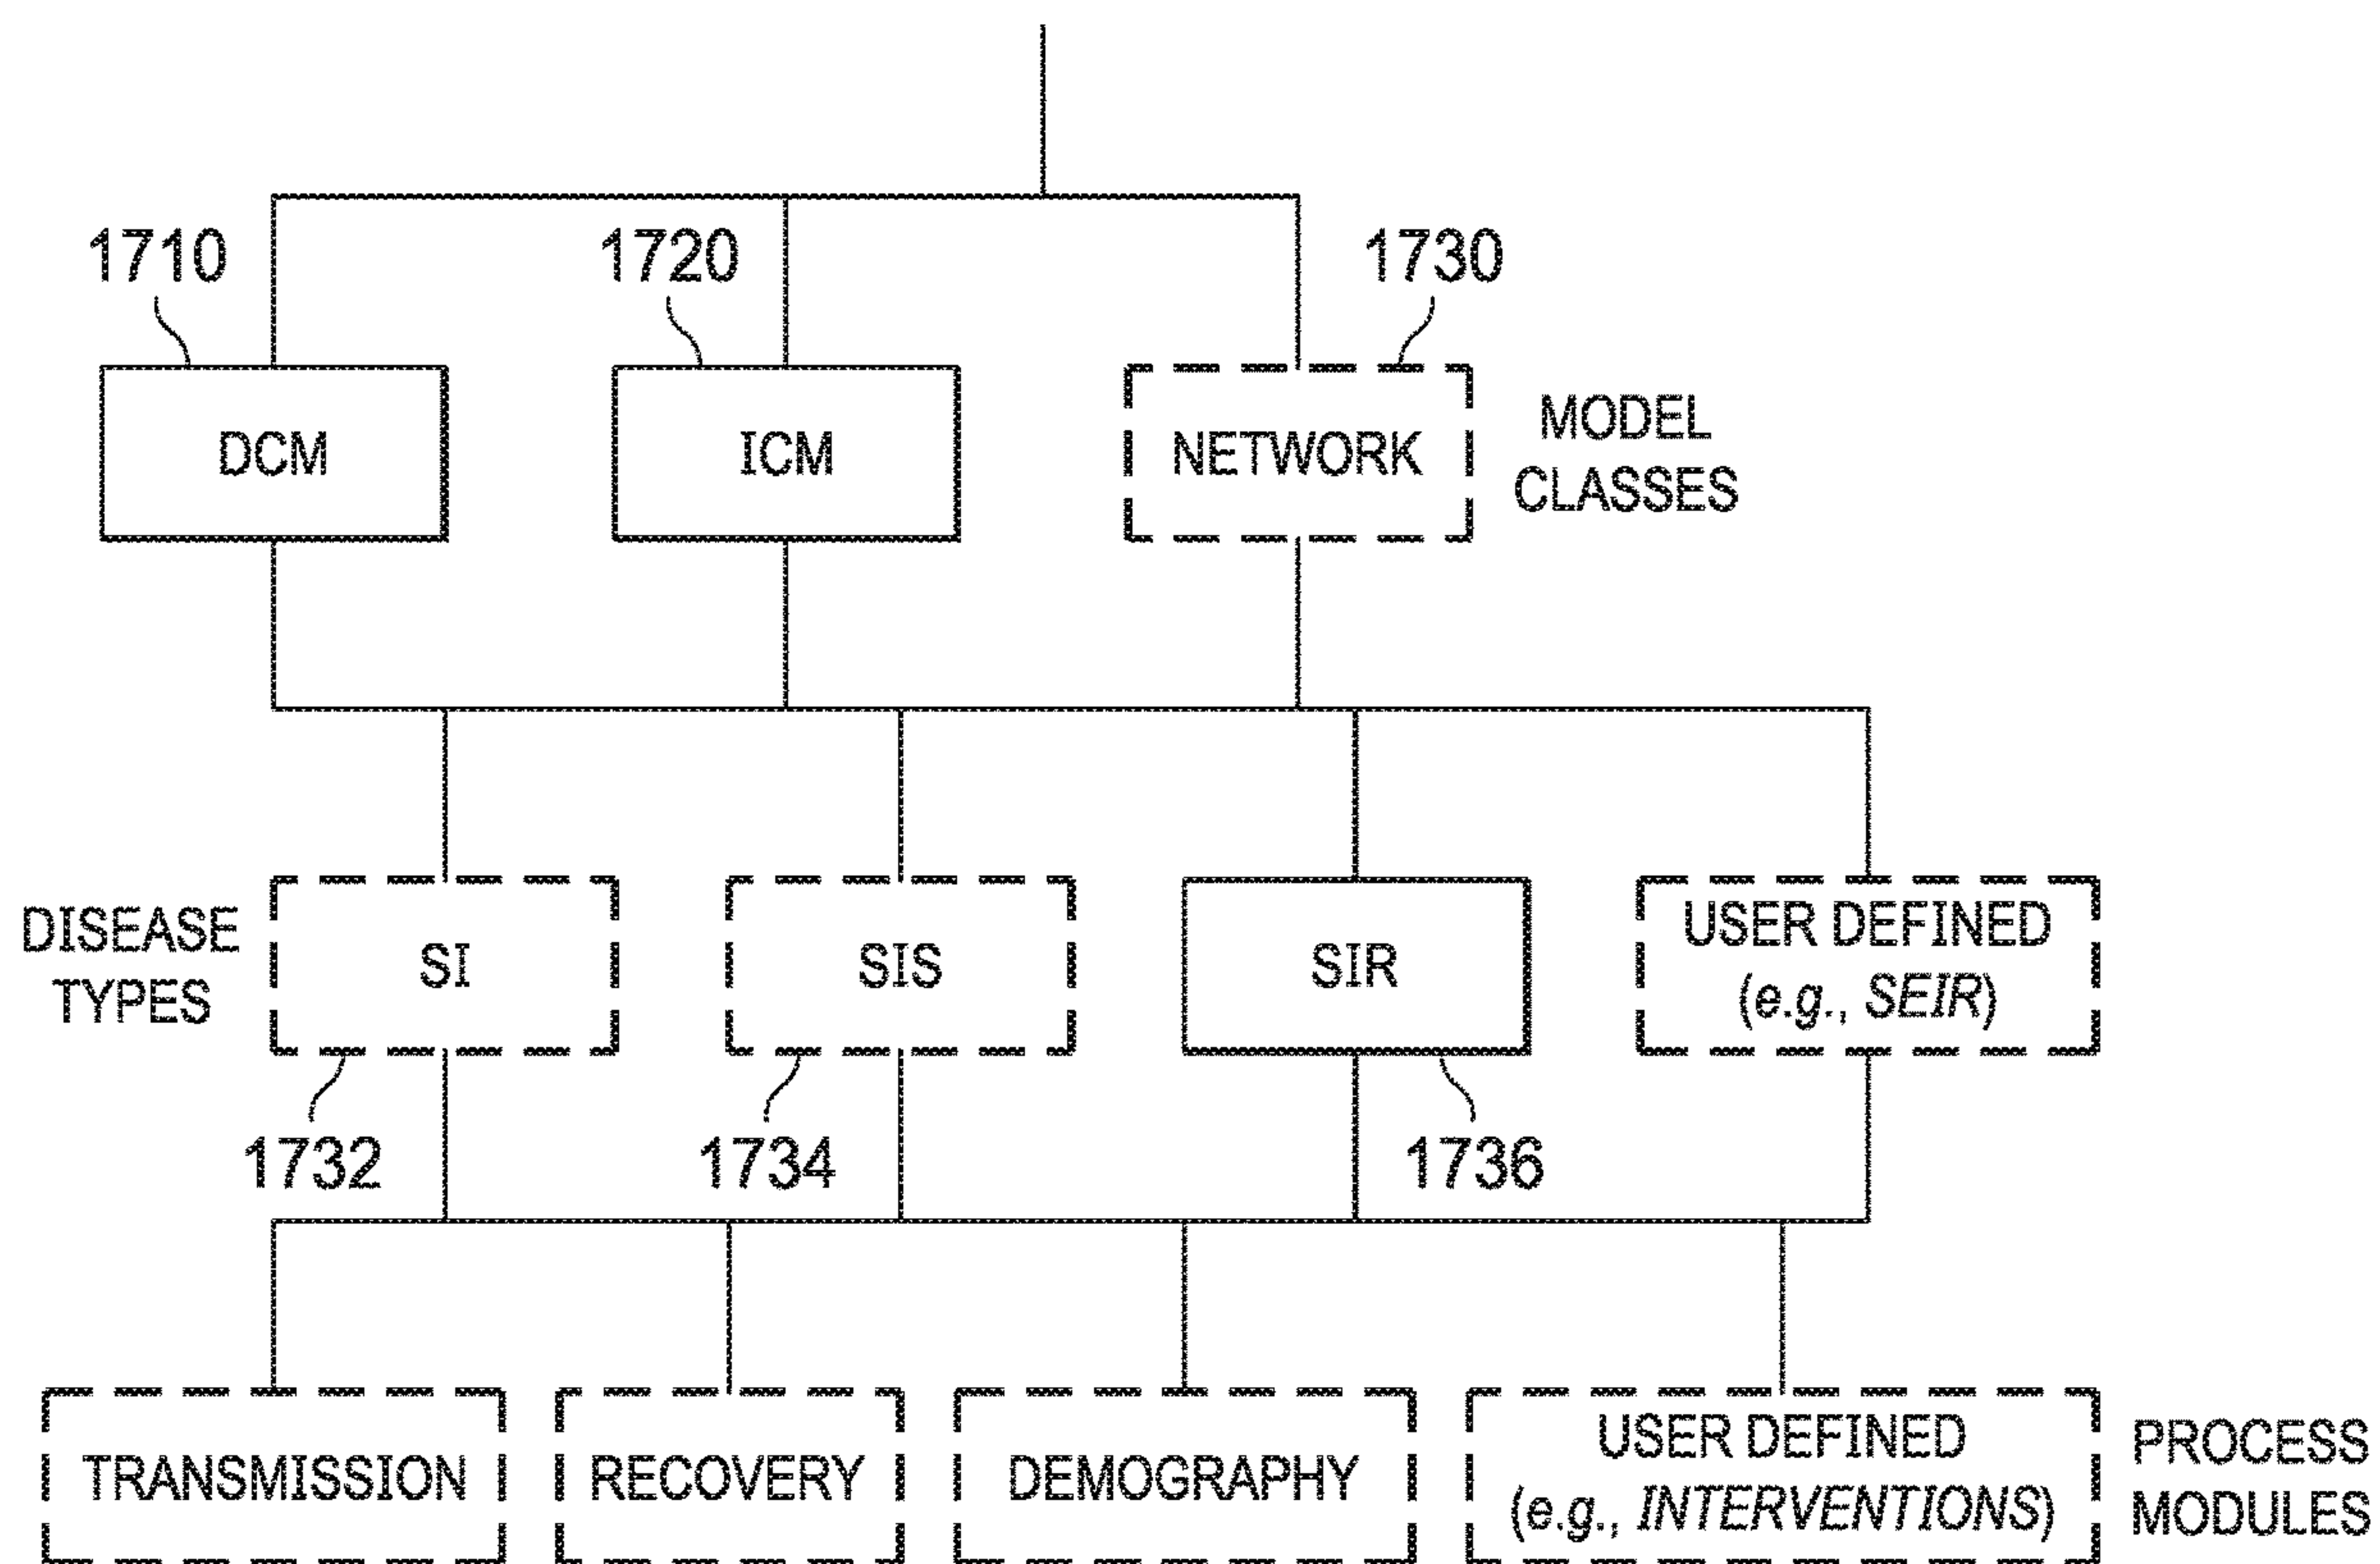 1710
1720
1730
DCM
ICM
NETWORK
MODEL
CLASSES
DISEASE
TYPES
SI
SIS
SIR
USER DEFINED
(e.g., SEIR)
1732
1734
1736
TRANSMISSION
RECOVERY
DEMOGRAPHY
USER DEFINED
(e.g., INTERVENTIONS)
PROCESS
MODULES